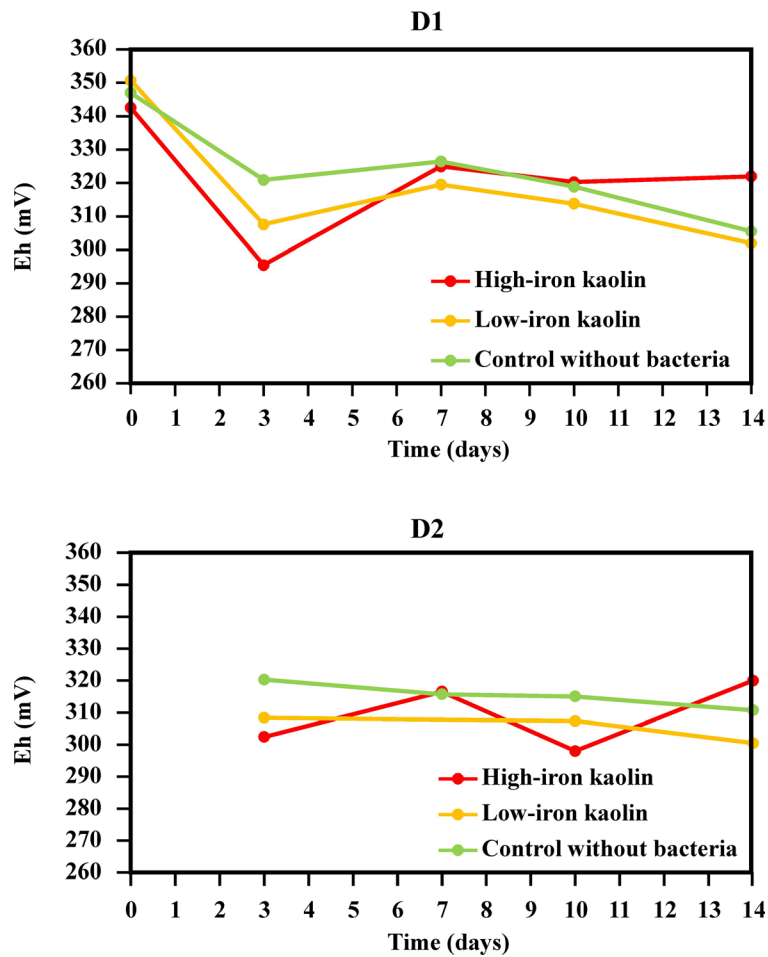 D1
360
350
340
330
320
310
300
290
280
270
260
Eh (mV)
High-iron kaolin
Low-iron kaolin
Control without bacteria
0 1 2 3 4 5 6 7 8 9 10 11 12 13 14
Time (days)
D2
360
350
340
330
320
310
300
290
280
270
260
Eh (mV)
High-iron kaolin
Low-iron kaolin
Control without bacteria
0 1 2 3 4 5 6 7 8 9 10 11 12 13 14
Time (days)